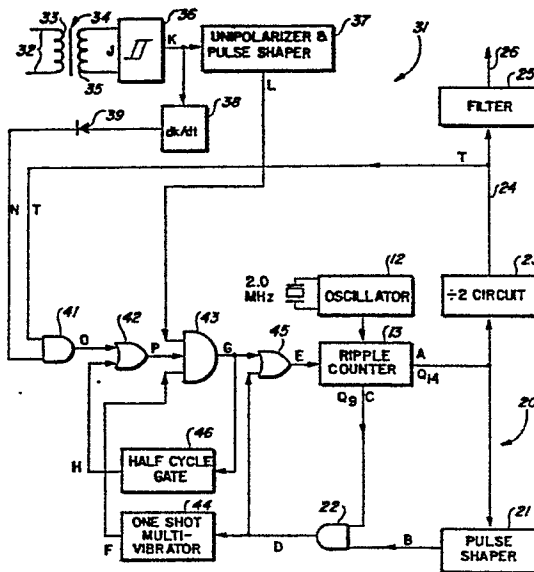 33
34
36
37
32
J
K
UNIPOLARIZER &
PULSE SHAPER
31
26
35
L
25
39
38
dk/dt
FILTER
T
N
T
24
12
23
2.0
MHz
OSCILLATOR
÷2 CIRCUIT
41
42
43
45
13
O
P
G
E
RIPPLE
COUNTER
A
Q14
Q9
C
20
46
H
HALF CYCLE
GATE
44
22
21
F
ONE SHOT
MULTI-
VIBRATOR
D
B
PULSE
SHAPER